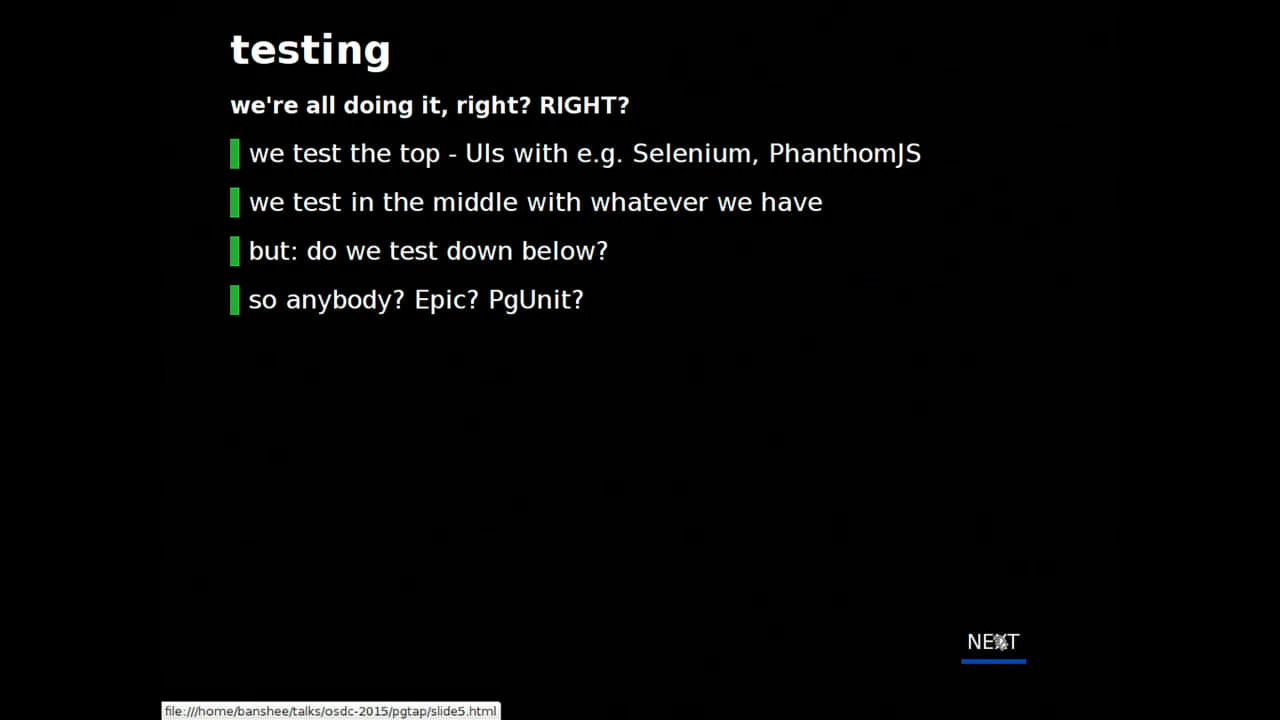 testing
we're all doing it, right? RIGHT?
we test the top - UIs with e.g. Selenium, PhanthomJS
we test in the middle with whatever we have
but: do we test down below?
so anybody? Epic? PgUnit?
NEXT
file:///home/banshee/talks/osdc-2015/pgtap/slide5.html